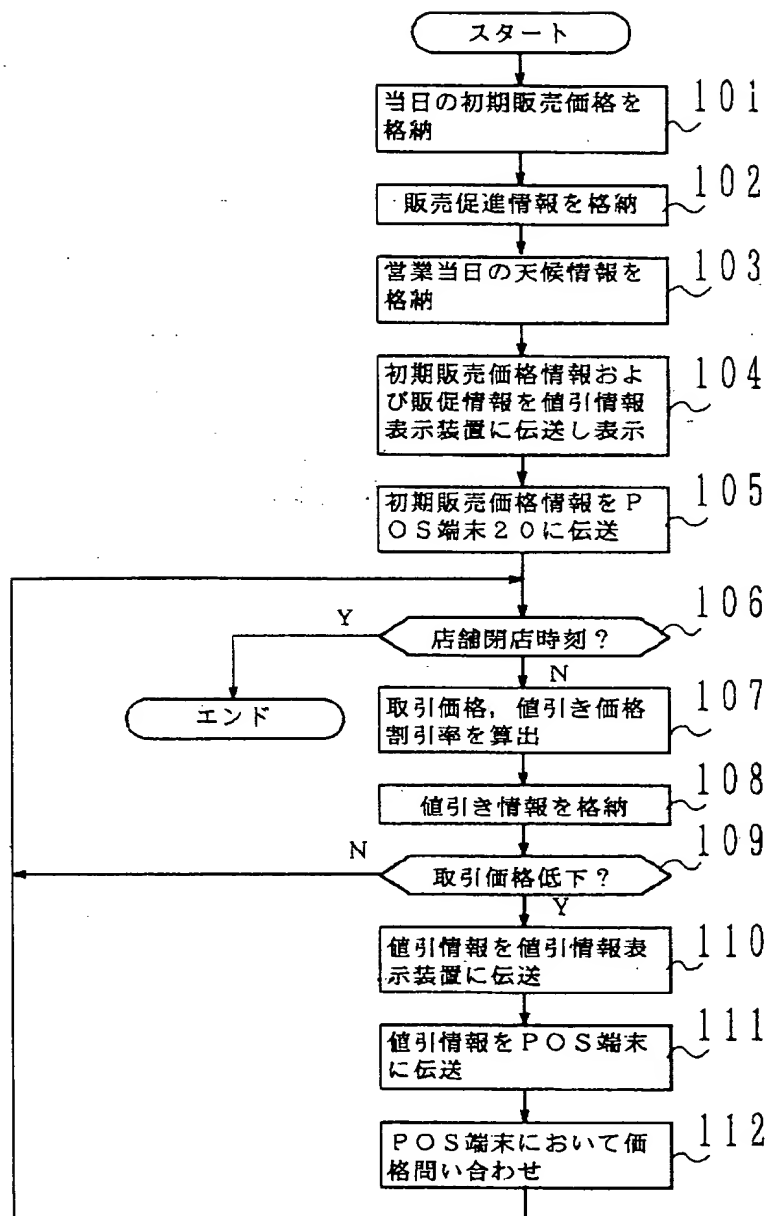 スタート
当日の初期販売価格を
格納
101
販売促進情報を格納
102
営業当日の天候情報を
格納
103
初期販売価格情報およ
び販促情報を値引情報
表示装置に伝送し表示
104
初期販売価格情報をP
OS端末20に伝送
105
店舗閉店時刻?
106
Y
N
エンド
取引価格,値引き価格
割引率を算出
107
値引き情報を格納
108
取引価格低下?
109
N
Y
値引情報を値引情報表
示装置に伝送
110
値引情報をPOS端末
に伝送
111
POS端末において価
格問い合わせ
112